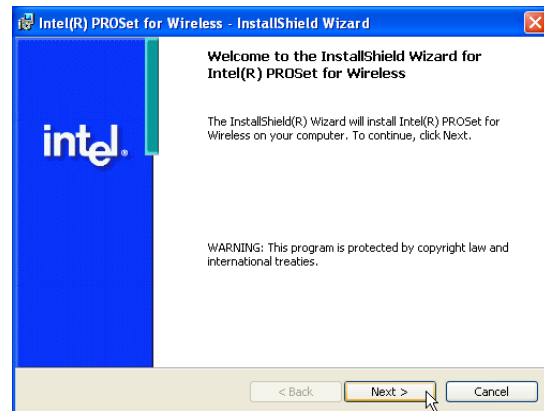 Intel(R) PROSet for Wireless - InstallShield Wizard
Welcome to the InstallShield Wizard for
Intel(R) PROSet for Wireless
The InstallShield(R) Wizard will install Intel(R) PROSet for
Wireless on your computer. To continue, click Next.
intel.
WARNING: This program is protected by copyright law and
international treaties.
< Back
Next >
Cancel